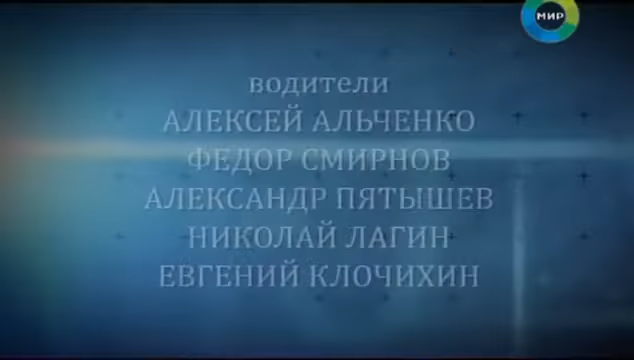 МИР
водители
АЛЕКСЕЙ АЛЬЧЕНКО
ФЕДОР СМИРНОВ
АЛЕКСАНДР ПЯТЫШЕВ
НИКОЛАЙ ЛАГИН
ЕВГЕНИЙ КЛОЧИХИН